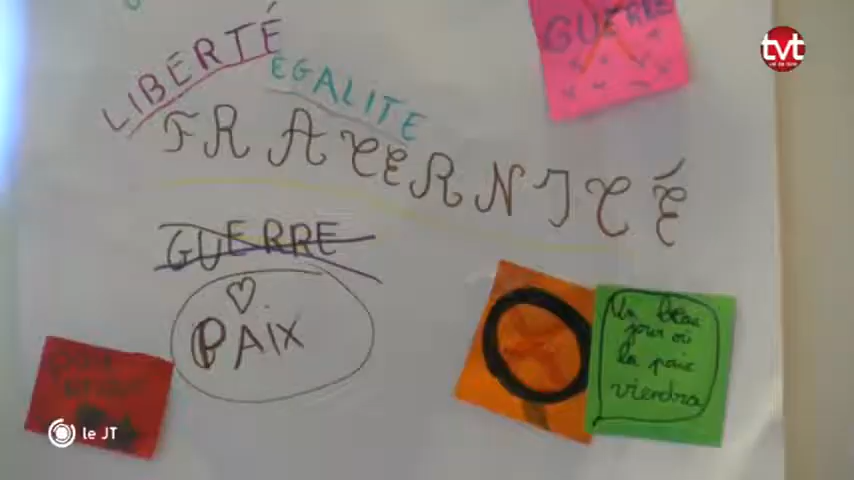 GUERRE
tvt
LIBERTÉ
EGALITE
FRATERNITÉ
GUERRE
PAIX
Un beau
jour où
la paix
viendra
le JT